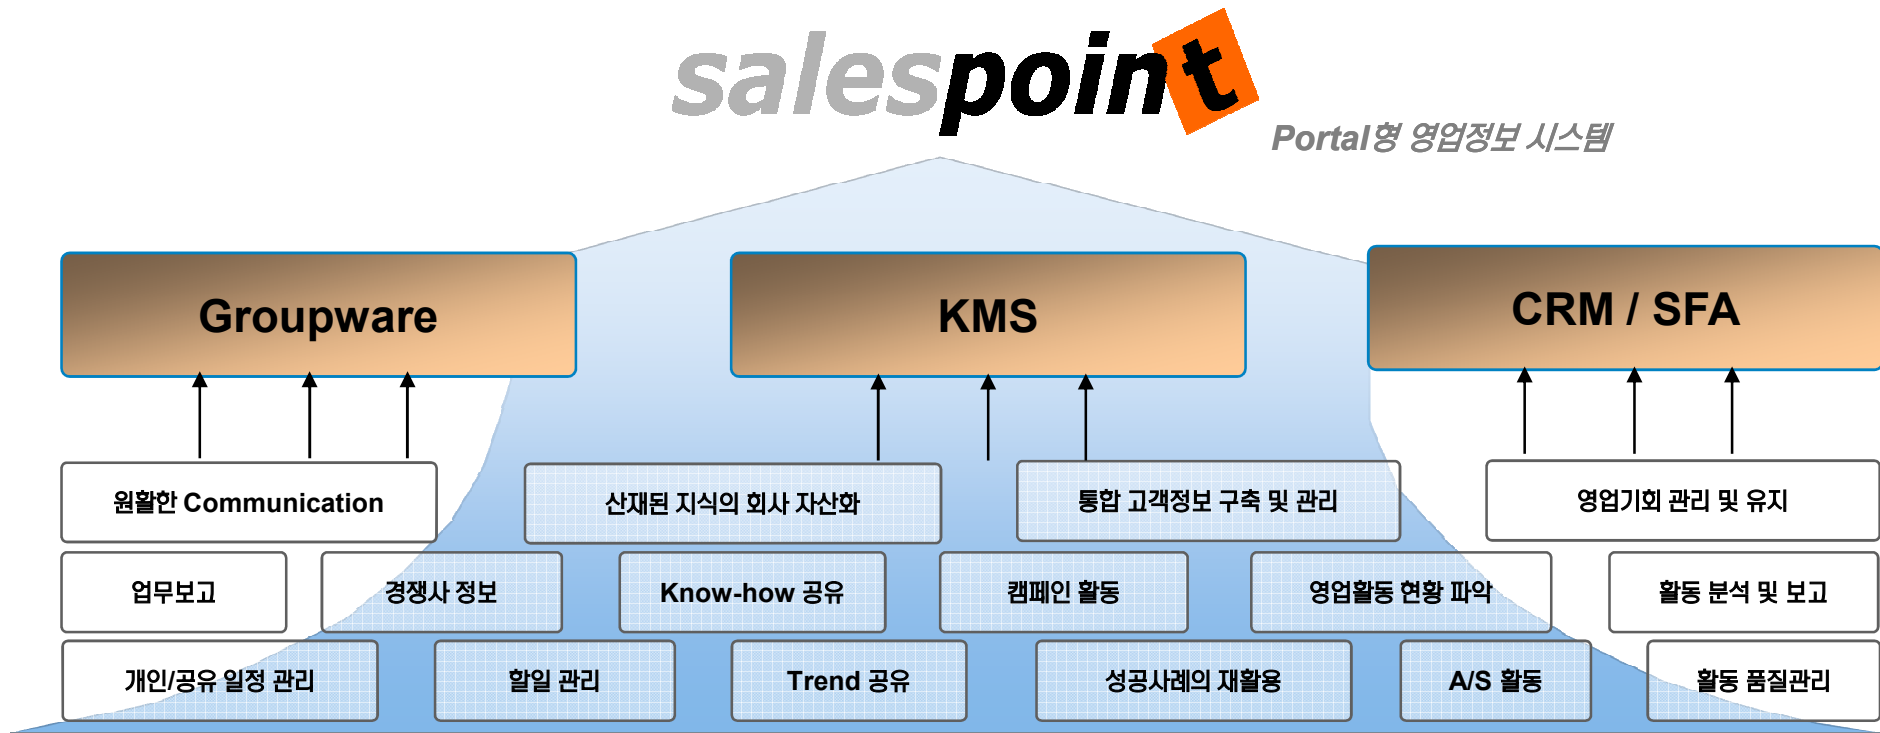 salespoint
Portal형 영업정보 시스템
Groupware
KMS
CRM / SFA
원활한 Communication
산재된 지식의 회사 자산화
통합 고객정보 구축 및 관리
영업기회 관리 및 유지
업무보고
경쟁사 정보
Know-how 공유
캠페인 활동
영업활동 현황 파악
활동 분석 및 보고
개인/공유 일정 관리
할일 관리
Trend 공유
성공사례의 재활용
A/S 활동
활동 품질관리